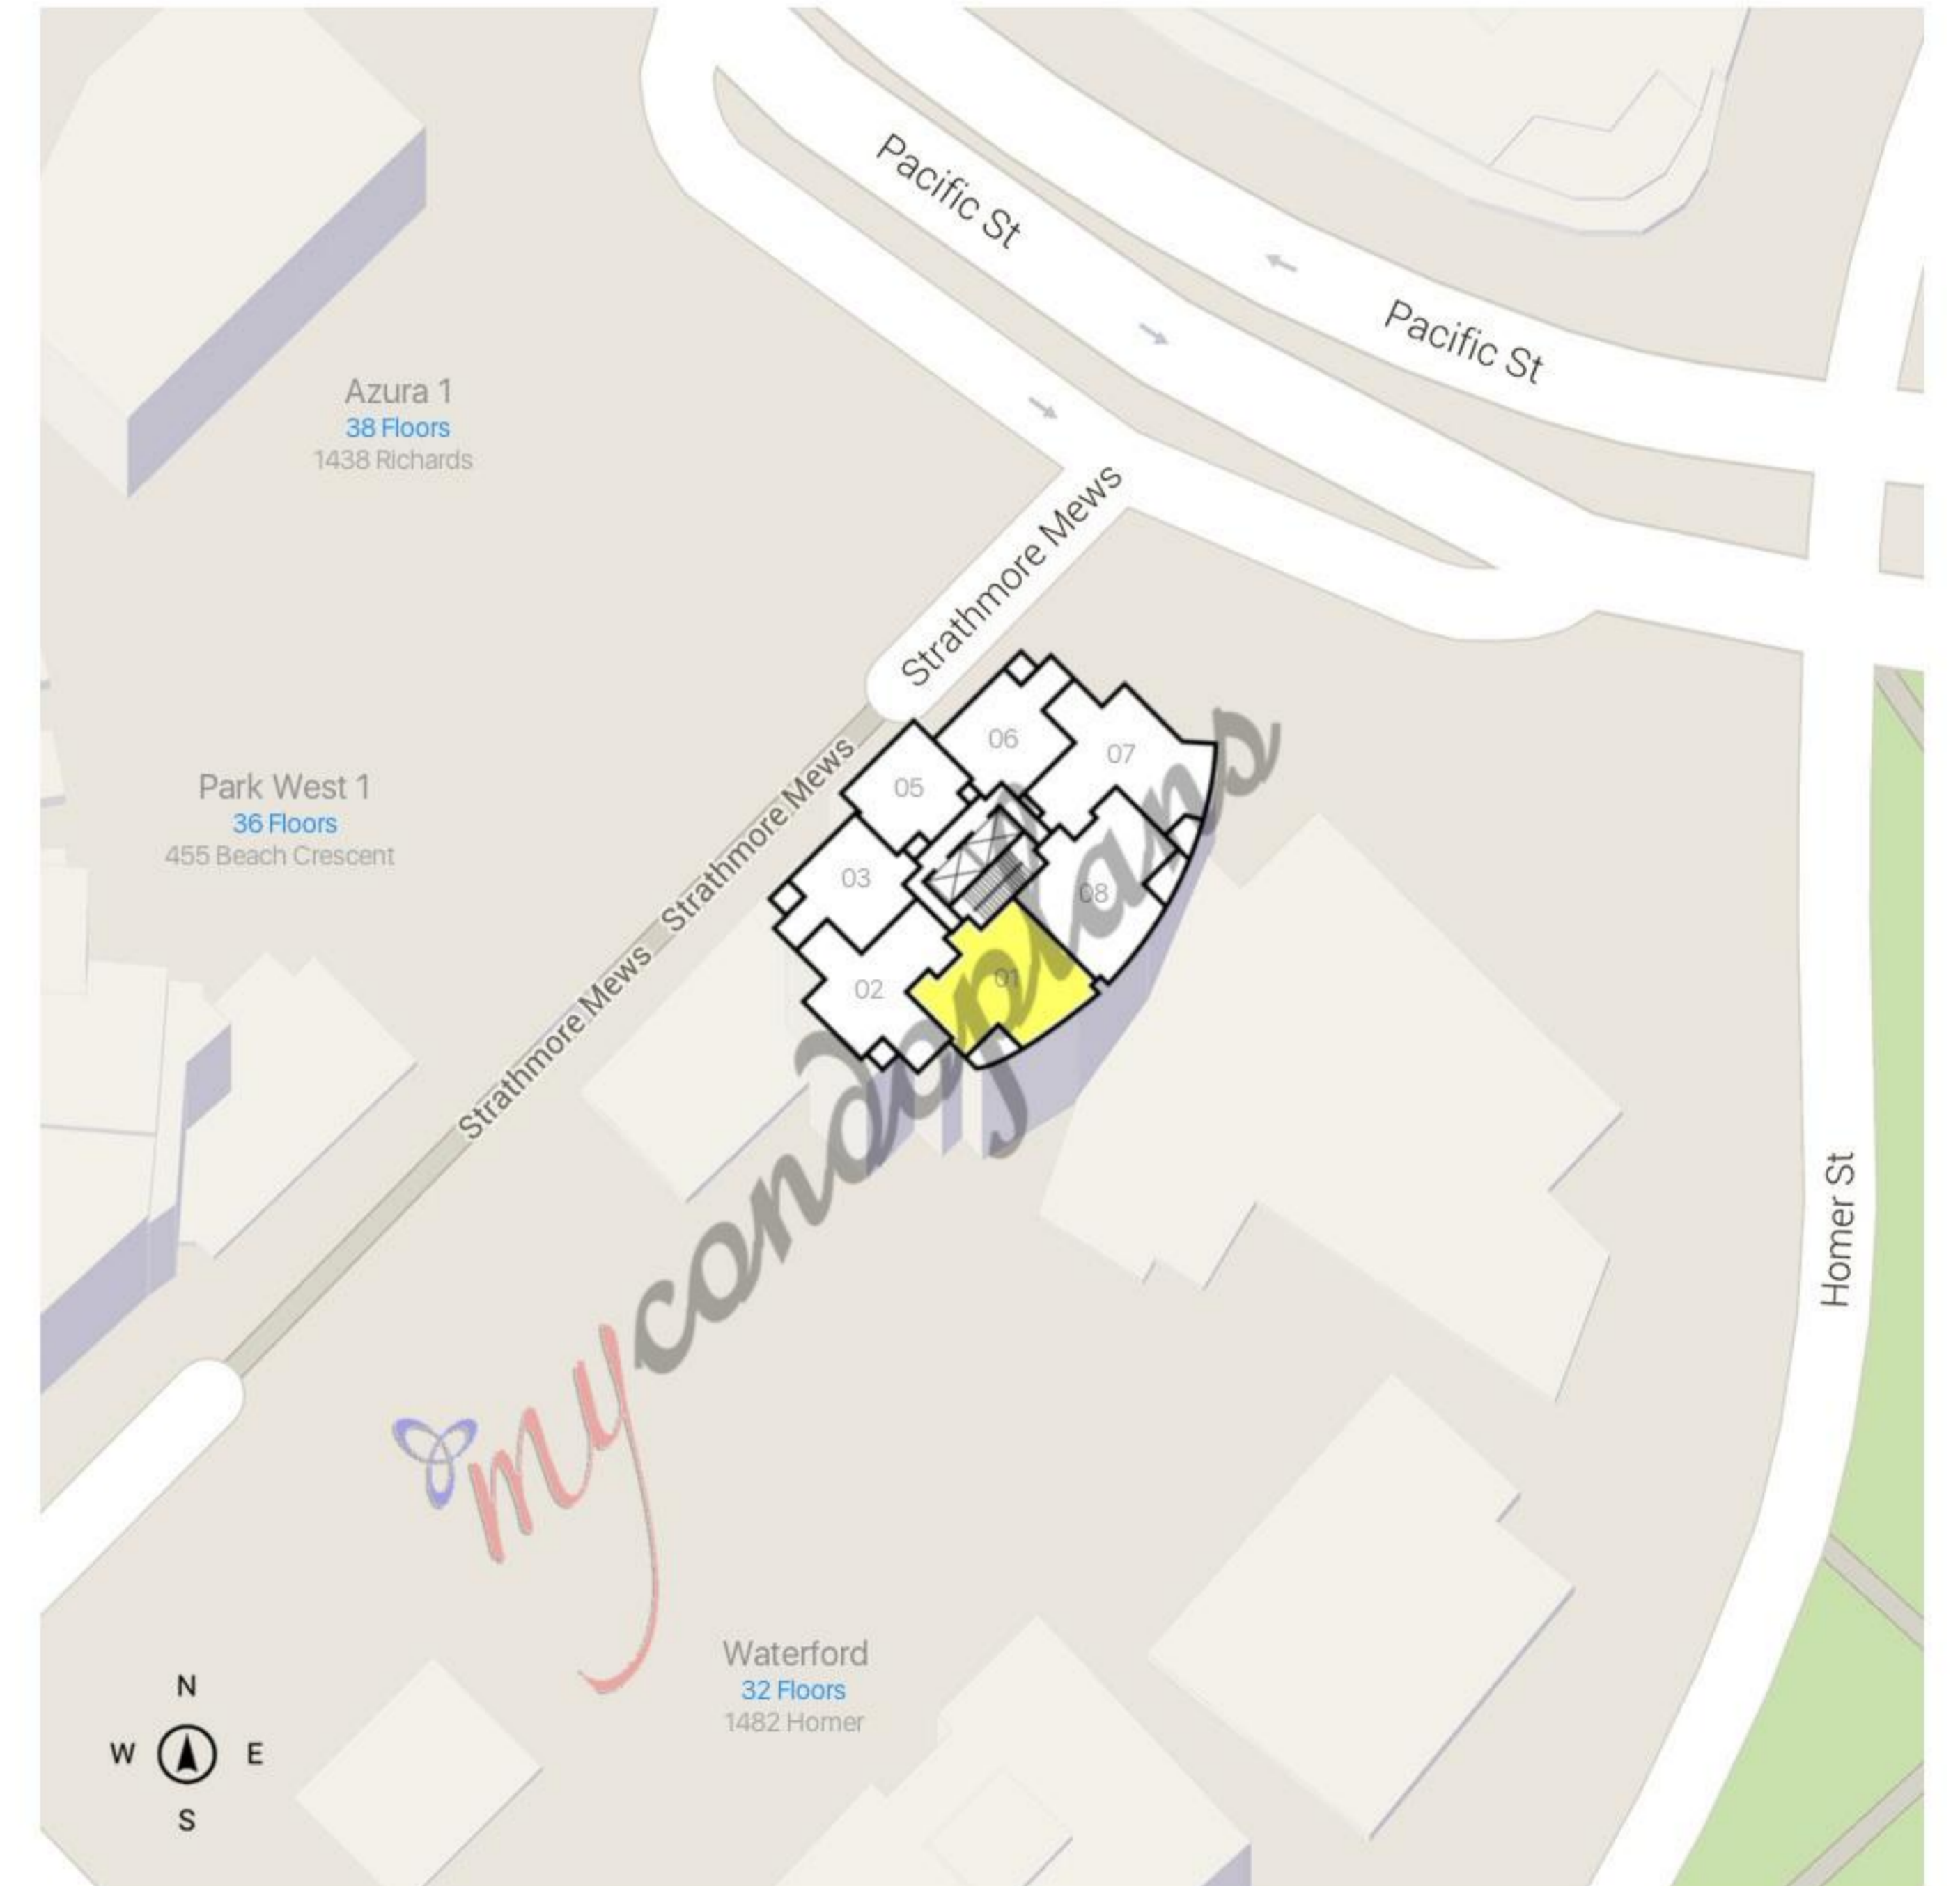 Pacific St
Pacific St
Azura 1
38 Floors
1438 Richards
Strathmore Mews
06
07
05
Strathmore Mews
Park West 1
36 Floors
455 Beach Crescent
03
08
01
02
Strathmore Mews
mycondoplans
Homer St
Waterford
32 Floors
1482 Homer
N
W E
S